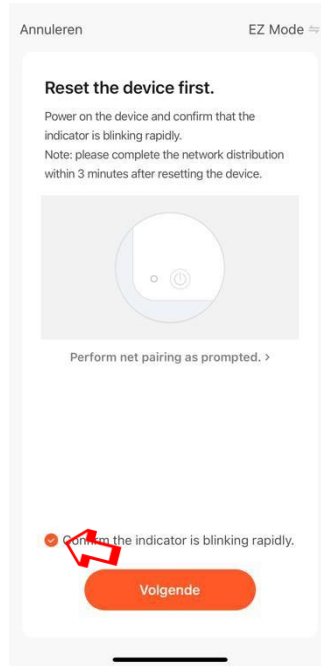 Annuleren EZ Mode
Reset the device first.
Power on the device and confirm that the
indicator is blinking rapidly.
Note: please complete the network distribution
within 3 minutes after resetting the device.
Perform net pairing as prompted. >
Confirm the indicator is blinking rapidly.
Volgende